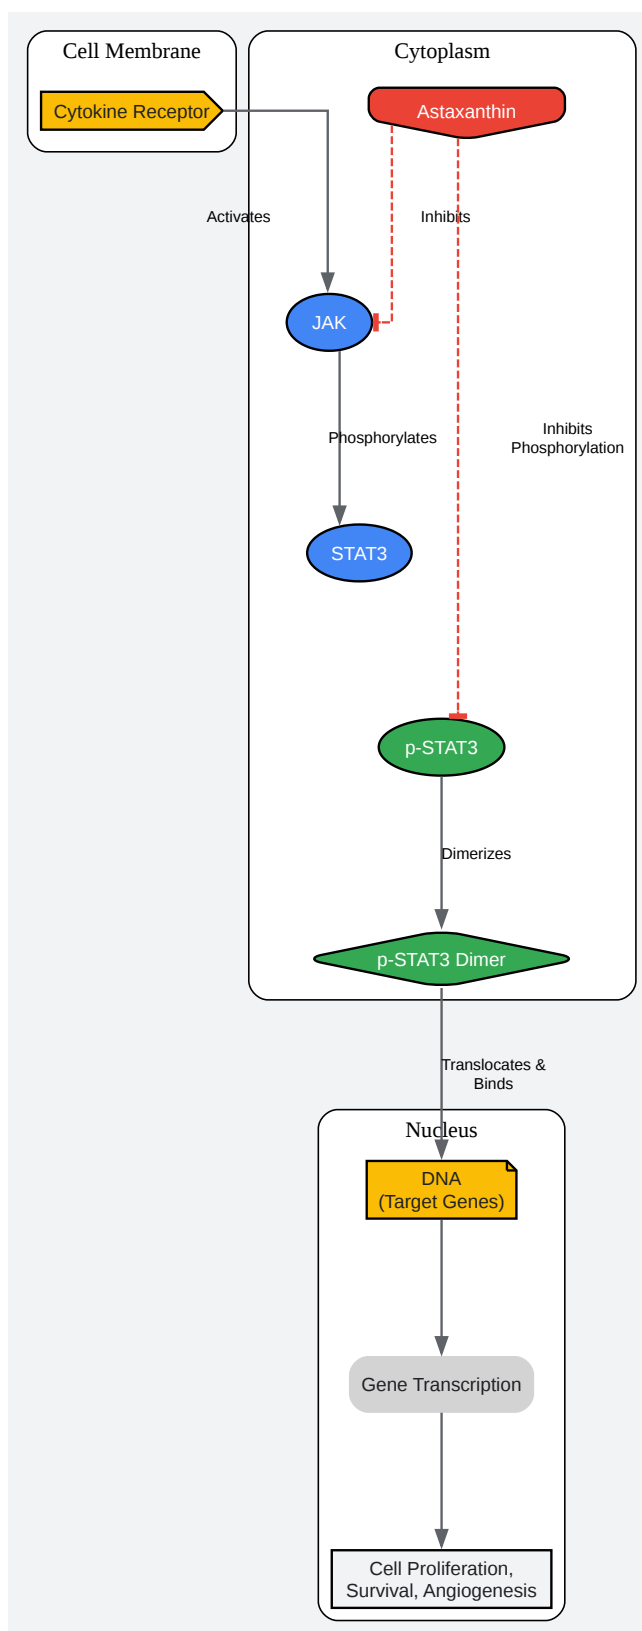 Cell Membrane
Cytoplasm
Cytokine Receptor
Astaxanthin
Activates
Inhibits
JAK
Inhibits
Phosphorylation
Phosphorylates
STAT3
p-STAT3
Dimerizes
p-STAT3 Dimer
Translocates &
Binds
Nucleus
DNA
(Target Genes)
Gene Transcription
Cell Proliferation,
Survival, Angiogenesis